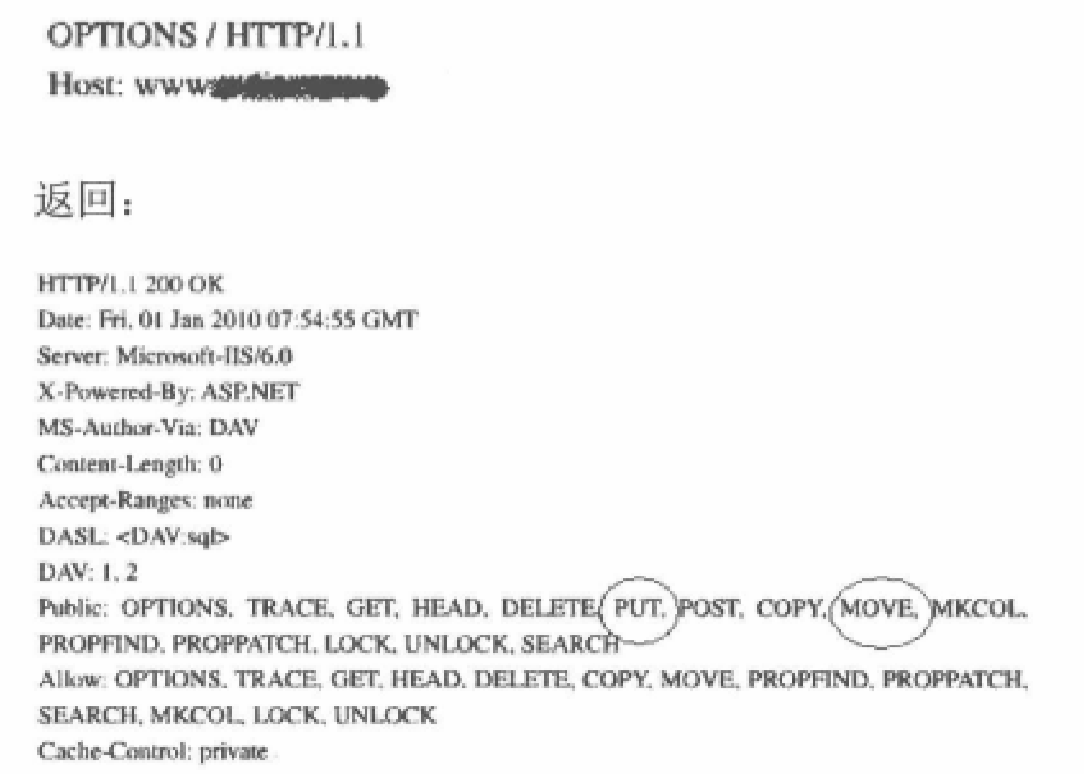 OPTIONS / HTTP/1.1
Host: www
返回：
HTTP/1.1 200 OK
Date: Fri, 01 Jan 2010 07:54:55 GMT
Server: Microsoft-IIS/6.0
X-Powered-By: ASP.NET
MS-Author-Via: DAV
Content-Length: 0
Accept-Ranges: none
DASL: <DAV:sql>
DAV: 1, 2
Public: OPTIONS, TRACE, GET, HEAD, DELETE, PUT, POST, COPY, MOVE, MKCOL,
PROPFIND, PROPPATCH, LOCK, UNLOCK, SEARCH
Allow: OPTIONS, TRACE, GET, HEAD, DELETE, COPY, MOVE, PROPFIND, PROPPATCH,
SEARCH, MKCOL, LOCK, UNLOCK
Cache-Control: private